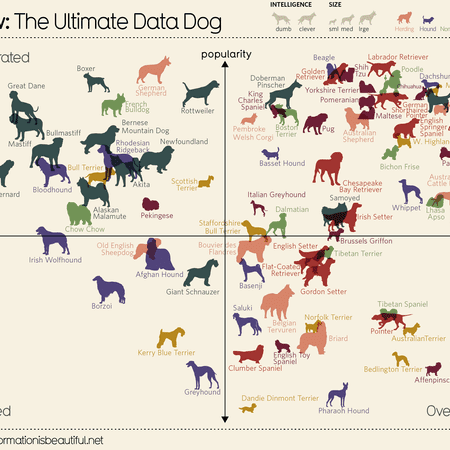 w: The Ultimate Data Dog
INTELLIGENCE
dumb clever
SIZE
sml med lrge
Herding Hound
rated
popularity
Great Dane
Boxer
German Shepherd
French Bulldog
Rottweiler
Mastiff
Bullmastiff
Bernese Mountain Dog
Rhodesian Ridgeback
Newfoundland
Bull Terrier
Bloodhound
Akita
Scottish Terrier
Alaskan Malamute
Pekingese
Chow Chow
ernard
Beagle
Golden Retriever
Shih Tzu
Labrador Retriever
Poodle
Dachshund
Doberman Pinscher
Yorkshire Terrier
Chihuahua
King Charles Spaniel
Pomeranian
Maltese
German Shorthaired Pointer
English Springer Spaniel
Pembroke Welsh Corgi
Boston Terrier
Pug
Australian Shepherd
W. Highlan
Basset Hound
Bichon Frise
Pa
Chesapeake Bay Retriever
Australian Cattle
Italian Greyhound
Samoyed
Whippet
Lhasa Apso
Dalmatian
Irish Setter
Staffordshire Bull Terrier
Brussels Griffon
Irish Wolfhound
Old English Sheepdog
Afghan Hound
Giant Schnauzer
Borzoi
Kerry Blue Terrier
Greyhound
Bouvier des Flandres
English Setter
Tibetan Terrier
Basenji
Flat-Coated Retriever
Gordon Setter
Saluki
Belgian Tervuren
Norfolk Terrier
Briard
Tibetan Spaniel
Pointer
Australian Terrier
Clumber Spaniel
English Toy Spaniel
Bedlington Terrier
Affenpinsc
Dandie Dinmont Terrier
Pharaoh Hound
ed
Over
ormationisbeautiful.net